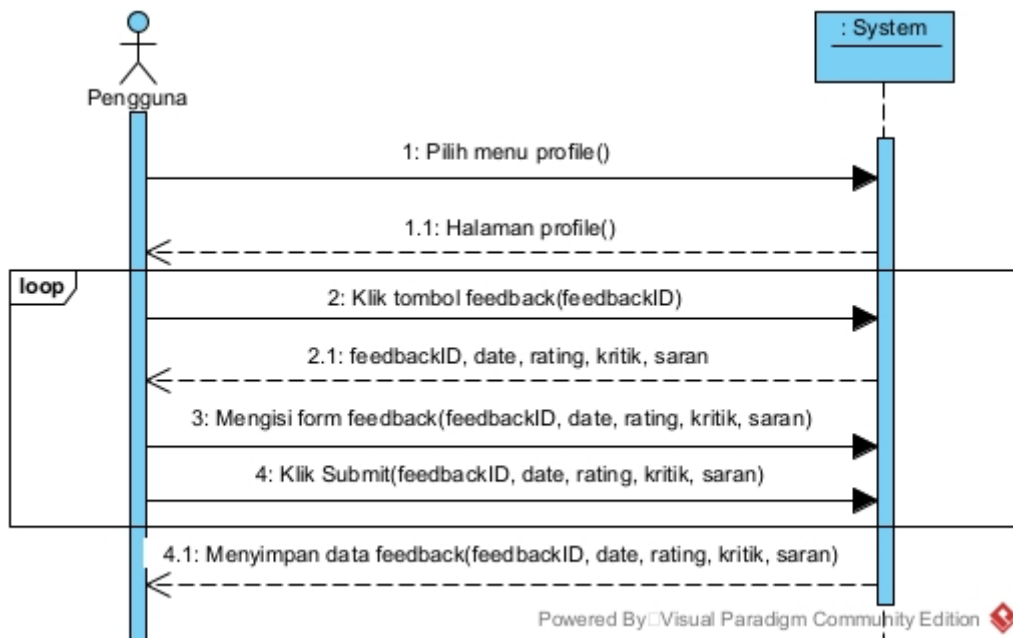 : System
Pengguna
1: Pilih menu profile()
1.1: Halaman profile()
loop
2: Klik tombol feedback(feedbackID)
2.1: feedbackID, date, rating, kritik, saran
3: Mengisi form feedback(feedbackID, date, rating, kritik, saran)
4: Klik Submit(feedbackID, date, rating, kritik, saran)
4.1: Menyimpan data feedback(feedbackID, date, rating, kritik, saran)
Powered By□Visual Paradigm Community Edition